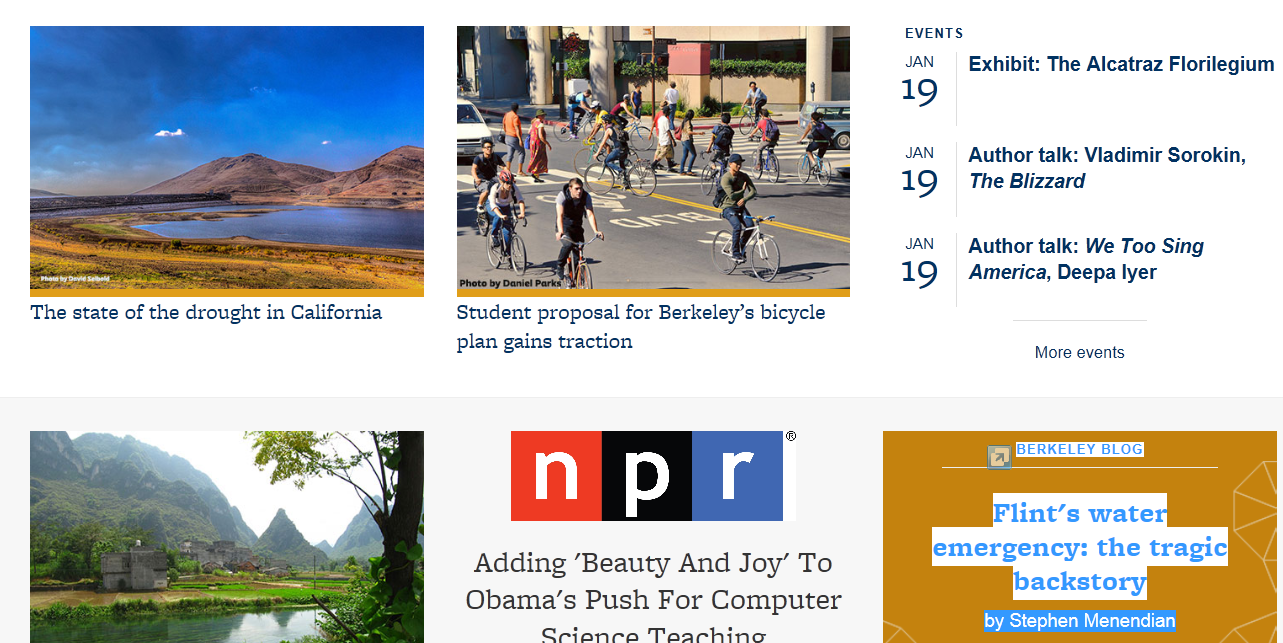 Photo by David Seibold
The state of the drought in California
BLVD
Photo by Daniel Parks
Student proposal for Berkeley's bicycle
plan gains traction
EVENTS
JAN
19
Exhibit: The Alcatraz Florilegium
JAN
19
Author talk: Vladimir Sorokin,
The Blizzard
JAN
19
Author talk: We Too Sing
America, Deepa Iyer
More events
npr®
Adding 'Beauty And Joy' To
Obama's Push For Computer
Science Teaching
BERKELEY BLOG
Flint's water
emergency: the tragic
backstory
by Stephen Menendian